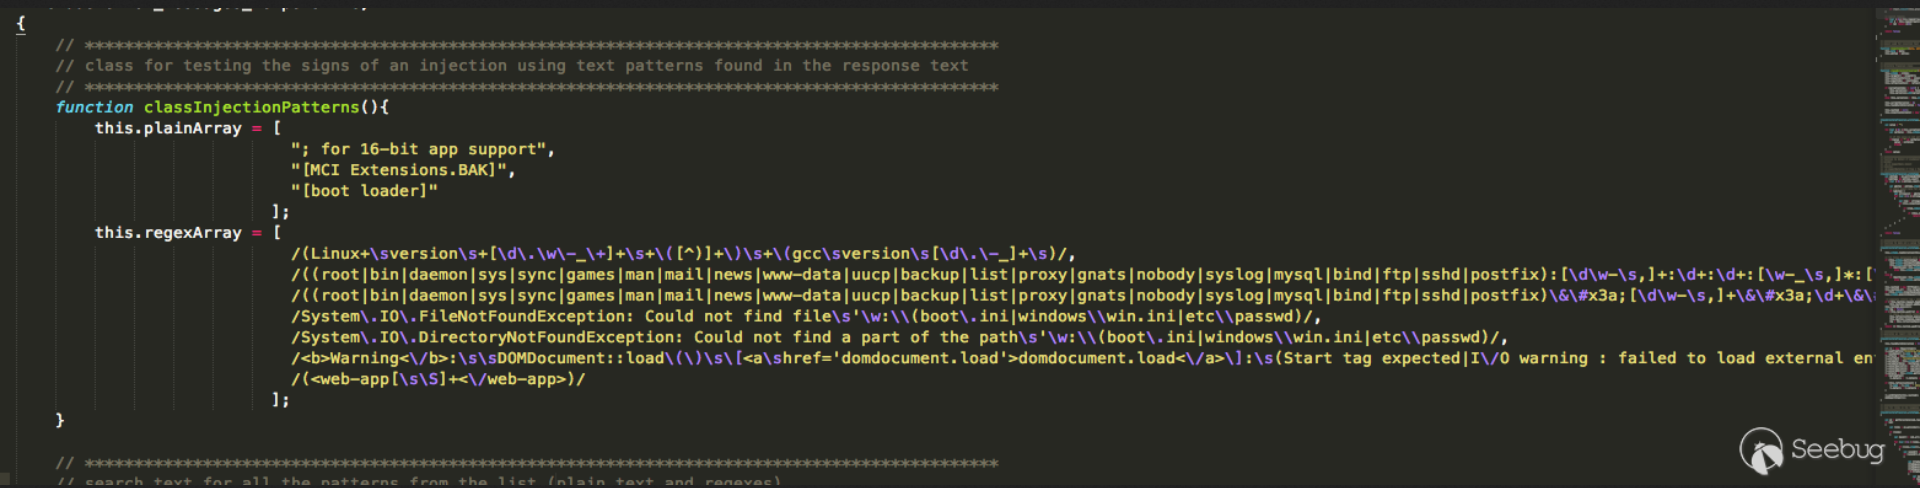 {
// *********************************************************************************************
// class for testing the signs of an injection using text patterns found in the response text
// *********************************************************************************************
function classInjectionPatterns(){
this.plainArray = [
"; for 16-bit app support",
"[MCI Extensions.BAK]",
"[boot loader]"
];
this.regexArray = [
/(Linux+\sversion\s+[\d\.\w\-_\+]+\s+\([^)]+\)\s+\(gcc\sversion\s[\d\.\-_]+\s)/,
/((root|bin|daemon|sys|sync|games|man|mail|news|www-data|uucp|backup|list|proxy|gnats|nobody|syslog|mysql|bind|ftp|sshd|postfix):[\d\w-\s,]+:\d+:\d+:[\w-_\s,]*:[
/((root|bin|daemon|sys|sync|games|man|mail|news|www-data|uucp|backup|list|proxy|gnats|nobody|syslog|mysql|bind|ftp|sshd|postfix)\&\#x3a;[\d\w-\s,]+\&\#x3a;\d+\&\
/System\.IO\.FileNotFoundException: Could not find file\s'\w:\\(boot\.ini|windows\\win.ini|etc\\passwd)/,
/System\.IO\.DirectoryNotFoundException: Could not find a part of the path\s'\w:\\(boot\.ini|windows\\win.ini|etc\\passwd)/,
/<b>Warning<\/b>:\s\sDOMDocument::load\(\)\s\[<a\shref='domdocument.load'>domdocument.load<\/a>\]:\s(Start tag expected|I\/O warning : failed to load external en
/(<web-app[\s\S]+<\/web-app>)/
];
}
// *********************************************************************************************
// search text for all the patterns from the list (plain text and regexes)
Seebug